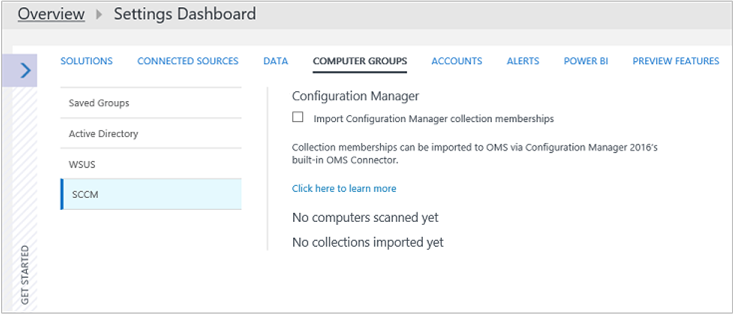 Overview Settings Dashboard
SOLUTIONS CONNECTED SOURCES DATA COMPUTER GROUPS ACCOUNTS ALERTS POWER BI PREVIEW FEATURES
Saved Groups
Active Directory
WSUS
SCCM
Configuration Manager
Import Configuration Manager collection memberships
Collection memberships can be imported to OMS via Configuration Manager 2016's
built-in OMS Connector.
Click here to learn more
No computers scanned yet
No collections imported yet
GET STARTED